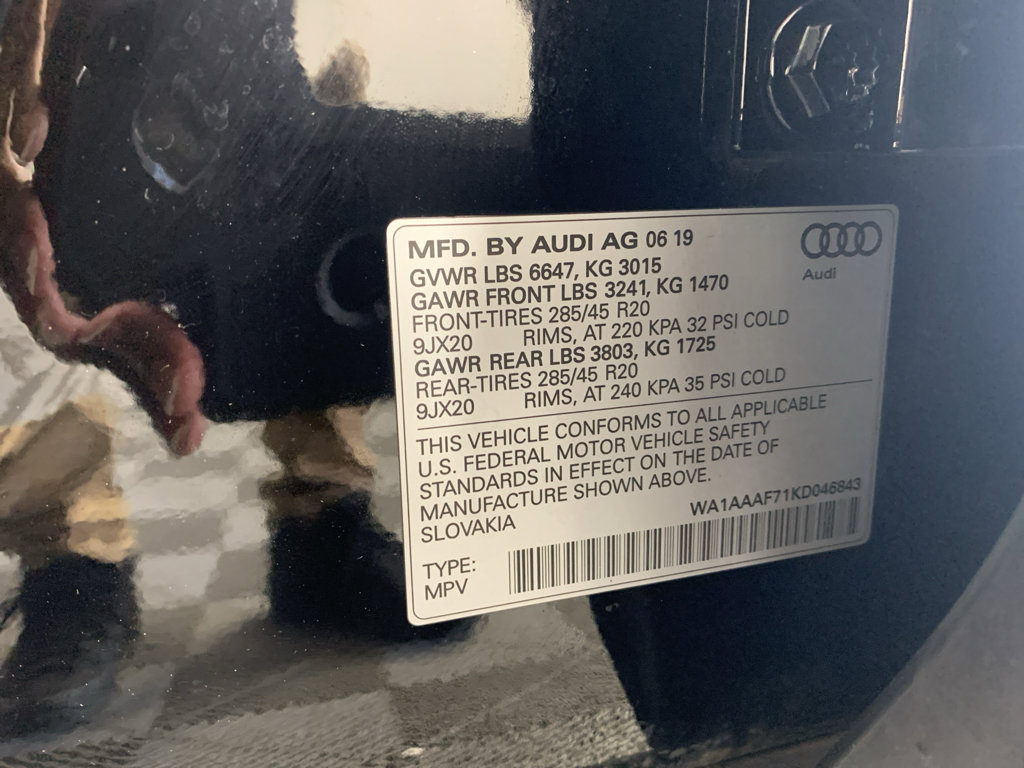 MFD. BY AUDI AG 06 19
Audi
GVWR LBS 6647, KG 3015
GAWR FRONT LBS 3241, KG 1470
FRONT-TIRES 285/45 R20
9JX20 RIMS, AT 220 KPA 32 PSI COLD
GAWR REAR LBS 3803, KG 1725
REAR-TIRES 285/45 R20
9JX20 RIMS, AT 240 KPA 35 PSI COLD
THIS VEHICLE CONFORMS TO ALL APPLICABLE
U.S. FEDERAL MOTOR VEHICLE SAFETY
STANDARDS IN EFFECT ON THE DATE OF
MANUFACTURE SHOWN ABOVE.
SLOVAKIA
WA1AAAF71KD046843
TYPE:
MPV